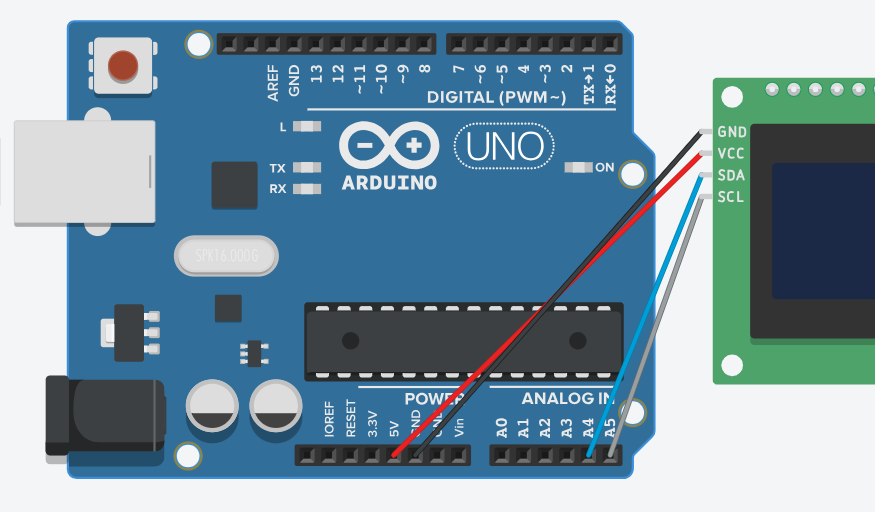 AREF
GND
13
12
~11
~10
~9
8
7
~6
~5
4
~3
2
TX→1
RX←0
DIGITAL (PWM~)
L
TX
RX
ARDUINO
UNO
ON
GND
VCC
SDA
SCL
SPK16.000G
POWER
ANALOG IN
IOREF
RESET
3.3V
5V
GND
GND
Vin
A0
A1
A2
A3
A4
A5